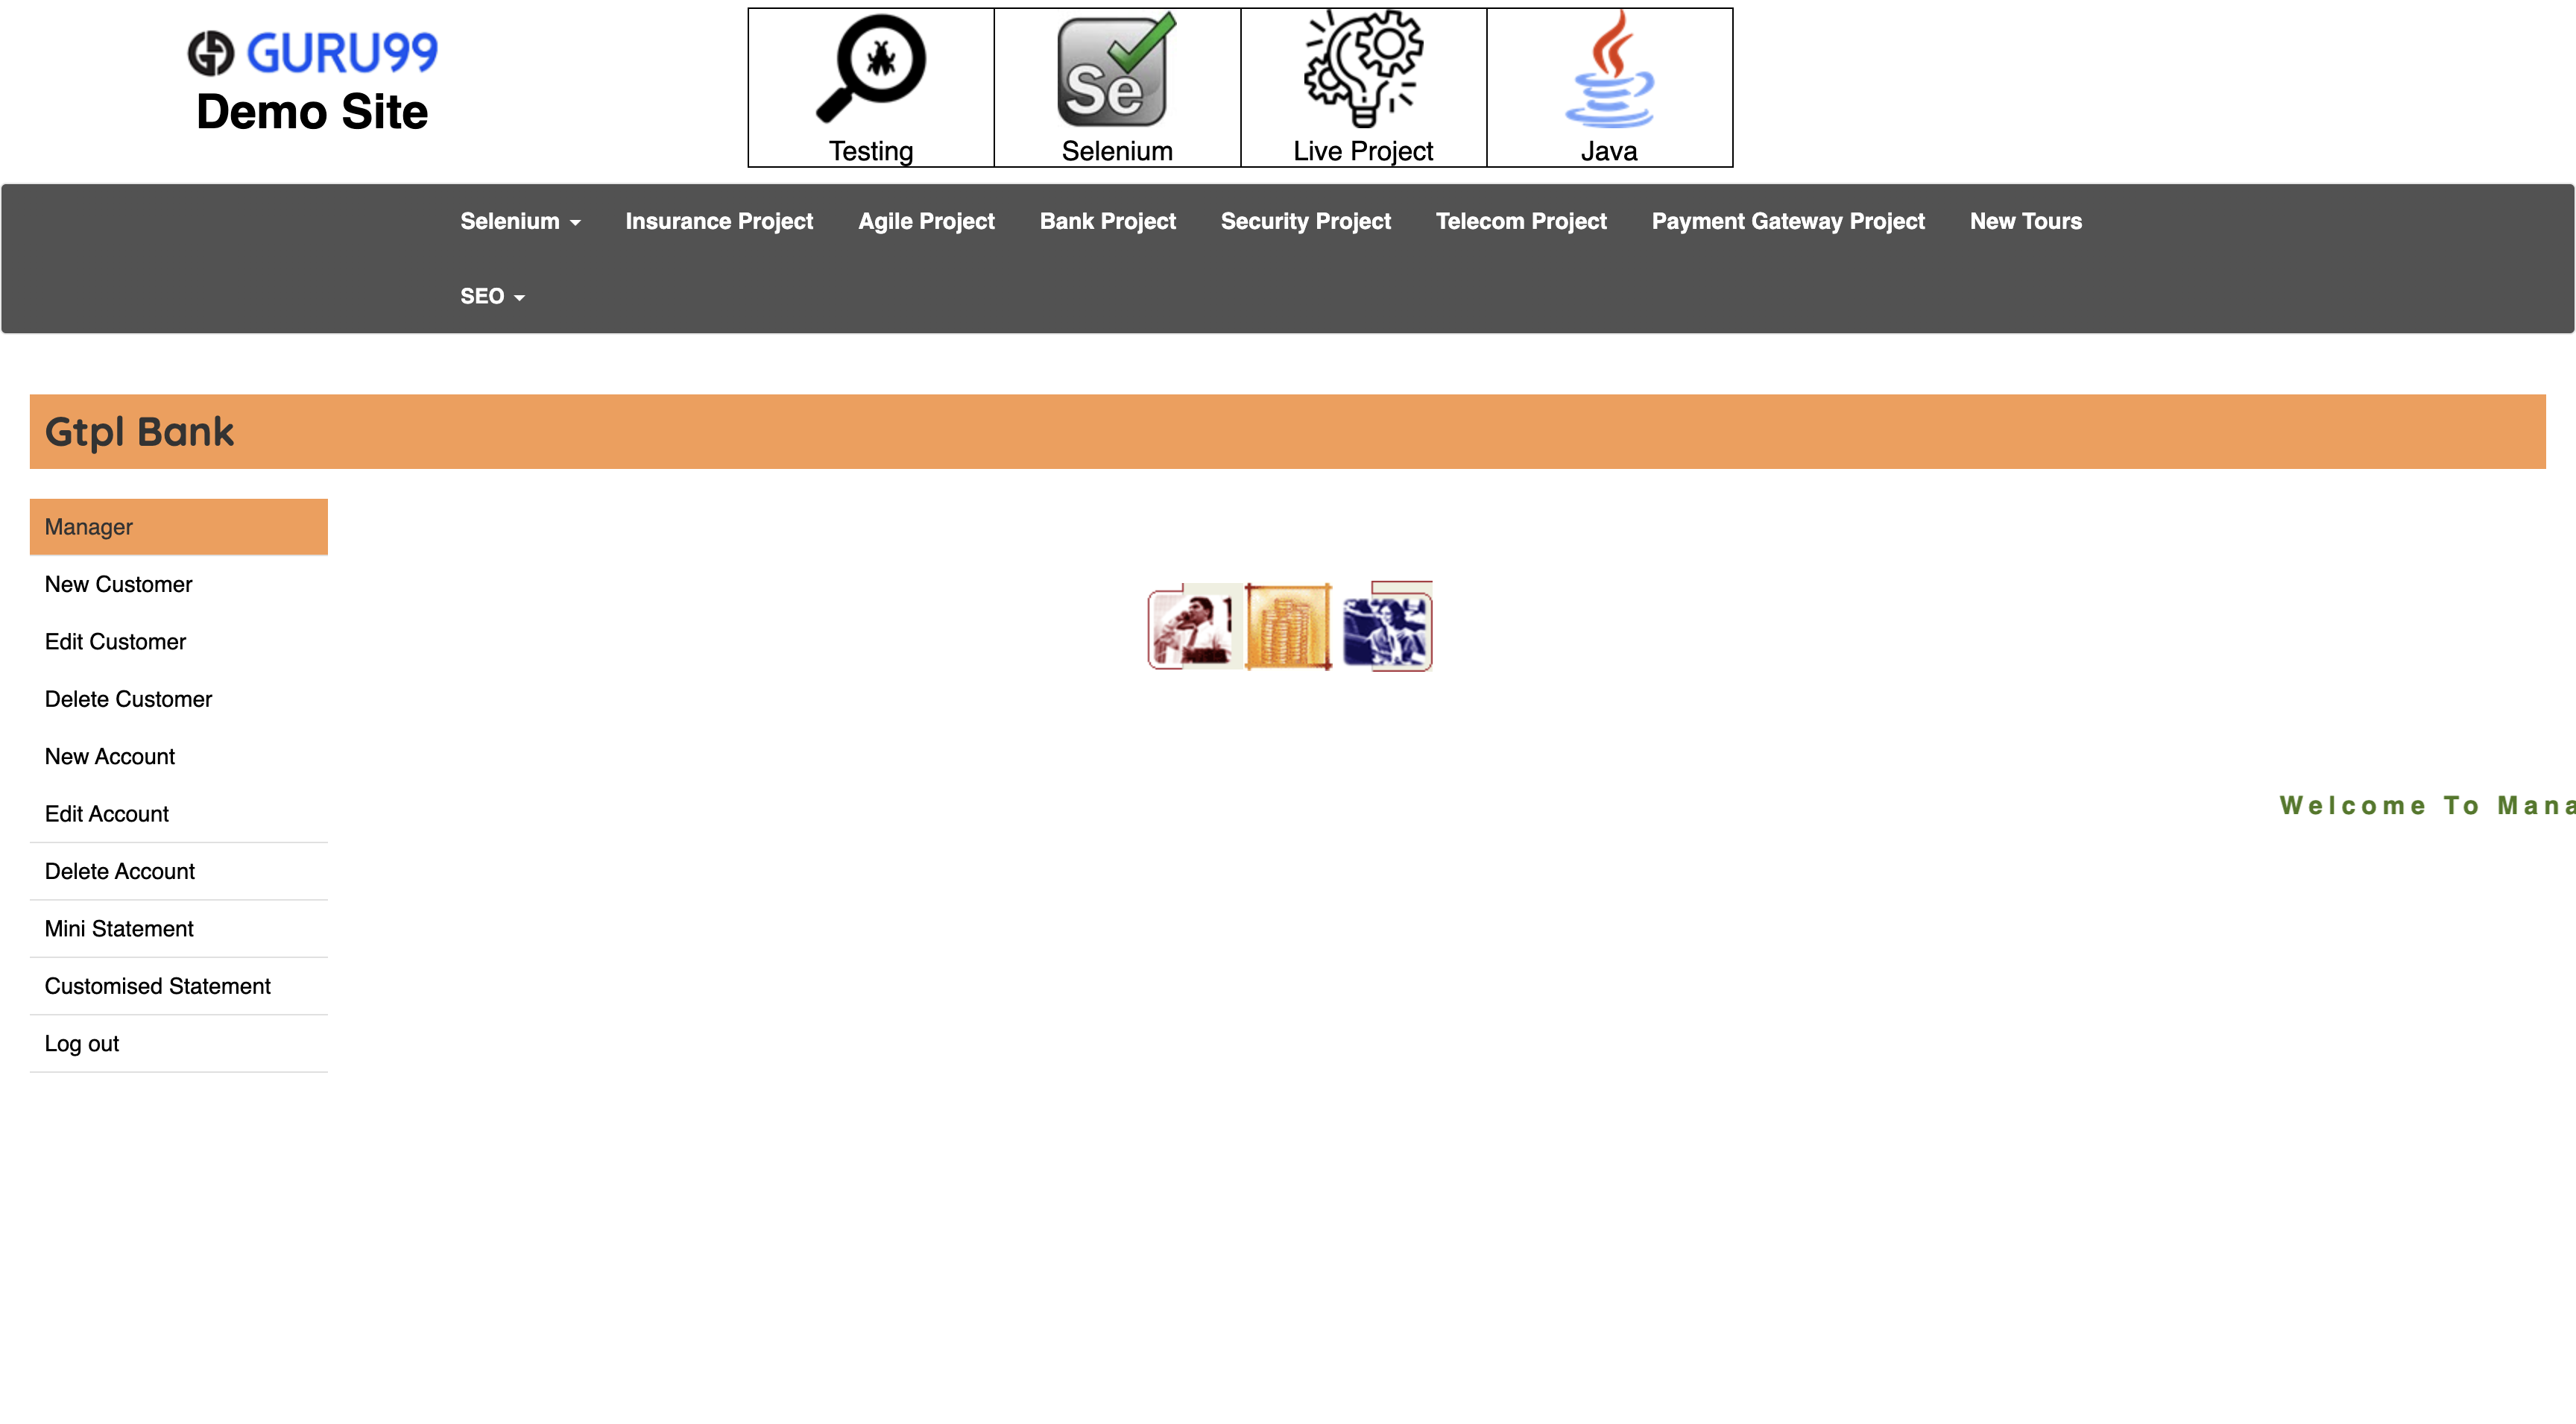 GURU99
Demo Site
Testing
Se
Selenium
Live Project
Java
Selenium
Insurance Project
Agile Project
Bank Project
Security Project
Telecom Project
Payment Gateway Project
New Tours
SEO
Gtpl Bank
Manager
New Customer
Edit Customer
Delete Customer
New Account
Edit Account
Delete Account
Mini Statement
Customised Statement
Log out
Welcome To Mana